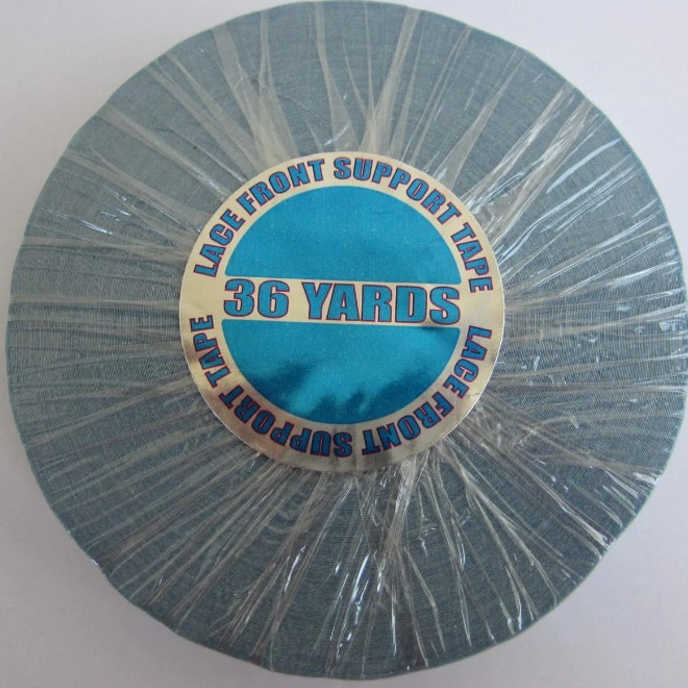 LACE FRONT SUPPORT TAPE
36 YARDS
LACE FRONT SUPPORT TAPE